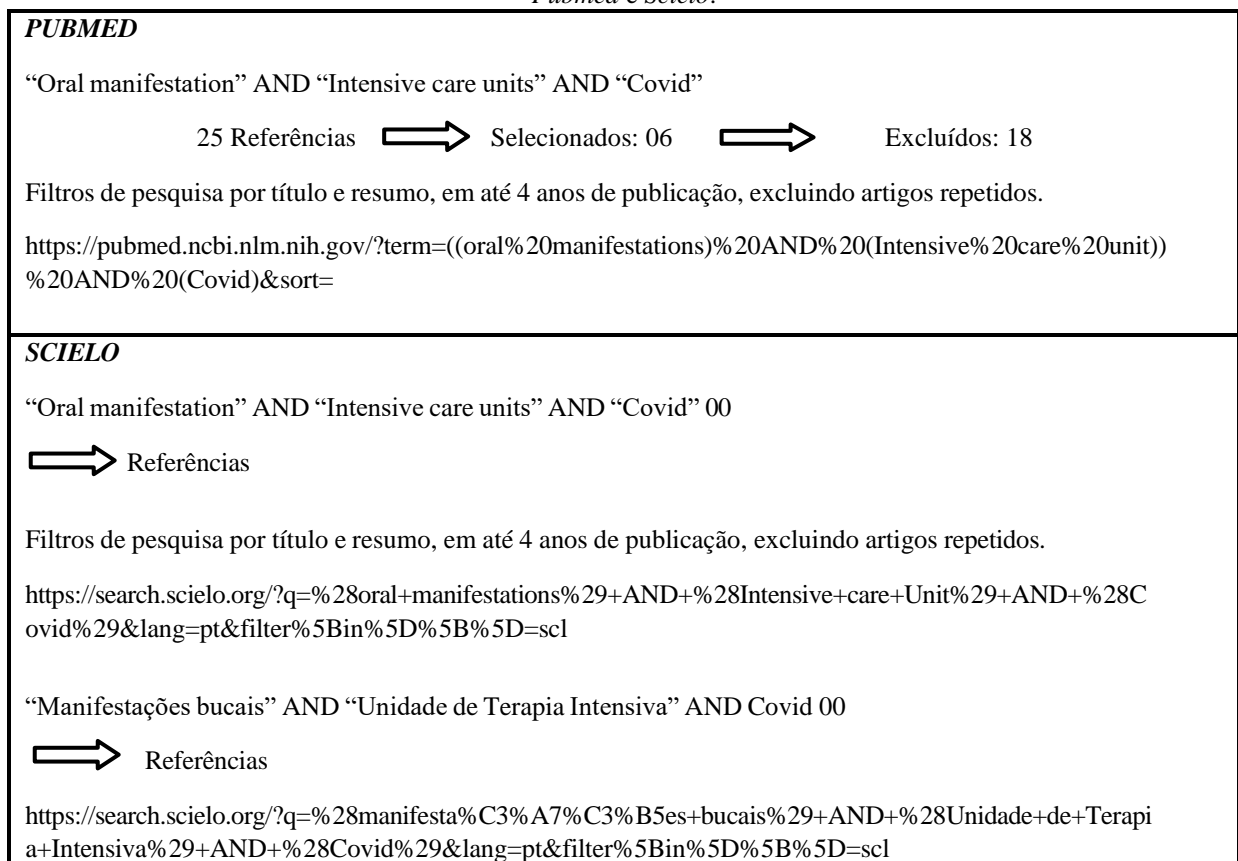 Pubmed e Scielo.
PUBMED
“Oral manifestation” AND “Intensive care units” AND “Covid”
25 Referências Selecionados: 06 Excluídos: 18
Filtros de pesquisa por título e resumo, em até 4 anos de publicação, excluindo artigos repetidos.
https://pubmed.ncbi.nlm.nih.gov/?term=((oral%20manifestations)%20AND%20(Intensive%20care%20unit))
%20AND%20(Covid)&sort=
SCIELO
“Oral manifestation” AND “Intensive care units” AND “Covid” 00
Referências
Filtros de pesquisa por título e resumo, em até 4 anos de publicação, excluindo artigos repetidos.
https://search.scielo.org/?q=%28oral+manifestations%29+AND+%28Intensive+care+Unit%29+AND+%28C
ovid%29&lang=pt&filter%5Bin%5D%5B%5D=scl
“Manifestações bucais” AND “Unidade de Terapia Intensiva” AND Covid 00
Referências
https://search.scielo.org/?q=%28manifesta%C3%A7%C3%B5es+bucais%29+AND+%28Unidade+de+Terapi
a+Intensiva%29+AND+%28Covid%29&lang=pt&filter%5Bin%5D%5B%5D=scl